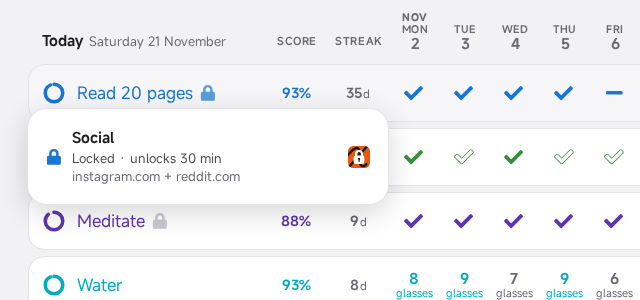 NOV
Today Saturday 21 November SCORE STREAK MON TUE WED THU FRI
2 3 4 5 6
Read 20 pages 93% 35d
Social
Locked · unlocks 30 min
instagram.com + reddit.com
Meditate 88% 9d
Water 93% 8d 8 9 7 9 6
glasses glasses glasses glasses glasses